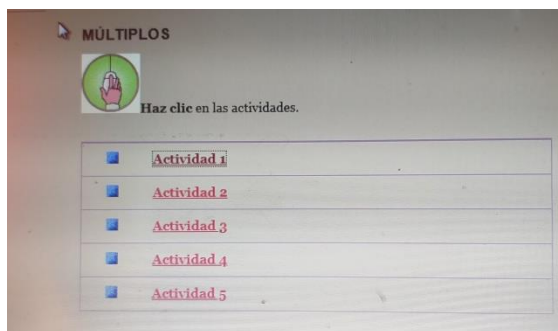 MÚLTIPLOS
Haz clic en las actividades.
Actividad 1
Actividad 2
Actividad 3
Actividad 4
Actividad 5